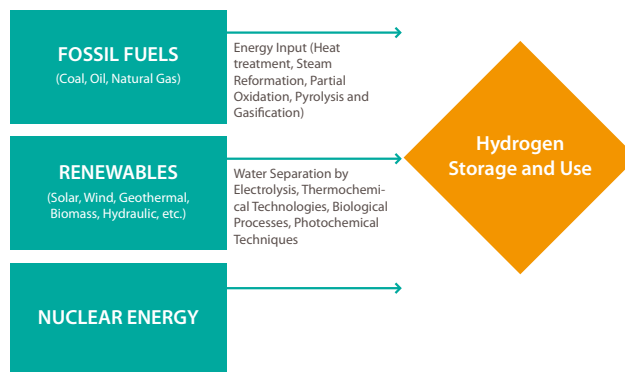 FOSSIL FUELS
(Coal, Oil, Natural Gas)
Energy Input (Heat
treatment, Steam
Reformation, Partial
Oxidation, Pyrolysis and
Gasification)
RENEWABLES
(Solar, Wind, Geothermal,
Biomass, Hydraulic, etc.)
Water Separation by
Electrolysis, Thermochemi-
cal Technologies, Biological
Processes, Photochemical
Techniques
NUCLEAR ENERGY
Hydrogen
Storage and Use